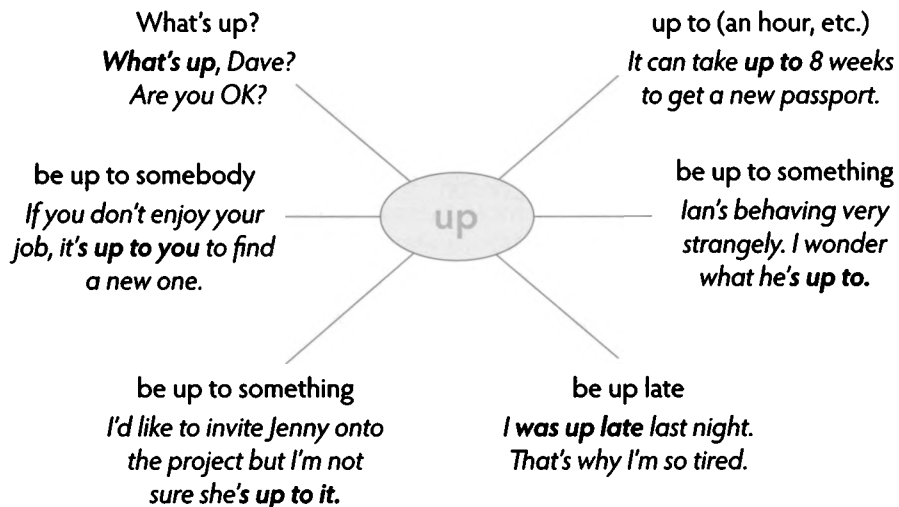 What's up?
What's up, Dave?
Are you OK?
up to (an hour, etc.)
It can take up to 8 weeks
to get a new passport.
be up to somebody
If you don't enjoy your
job, it's up to you to find
a new one.
up
be up to something
Ian's behaving very
strangely. I wonder
what he's up to.
be up to something
I'd like to invite Jenny onto
the project but I'm not
sure she's up to it.
be up late
I was up late last night.
That's why I'm so tired.